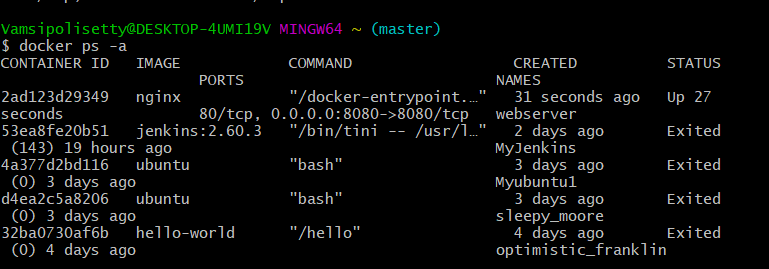 Vamsipolisetty@DESKTOP-4UMI19V MINGW64 ~ (master)
$ docker ps -a
CONTAINER ID   IMAGE            COMMAND                  CREATED          STATUS
PORTS                                  NAMES
2ad123d29349   nginx            "/docker-entrypoint.…"   31 seconds ago   Up 27
seconds          80/tcp, 0.0.0.0:8080->8080/tcp   webserver
53ea8fe20b51   jenkins:2.60.3   "/bin/tini -- /usr/l…"   2 days ago       Exited
(143) 19 hours ago                                MyJenkins
4a377d2bd116   ubuntu           "bash"                   3 days ago       Exited
(0) 3 days ago                                    Myubuntu1
d4ea2c5a8206   ubuntu           "bash"                   3 days ago       Exited
(0) 3 days ago                                    sleepy_moore
32ba0730af6b   hello-world      "/hello"                 4 days ago       Exited
(0) 4 days ago                                    optimistic_franklin